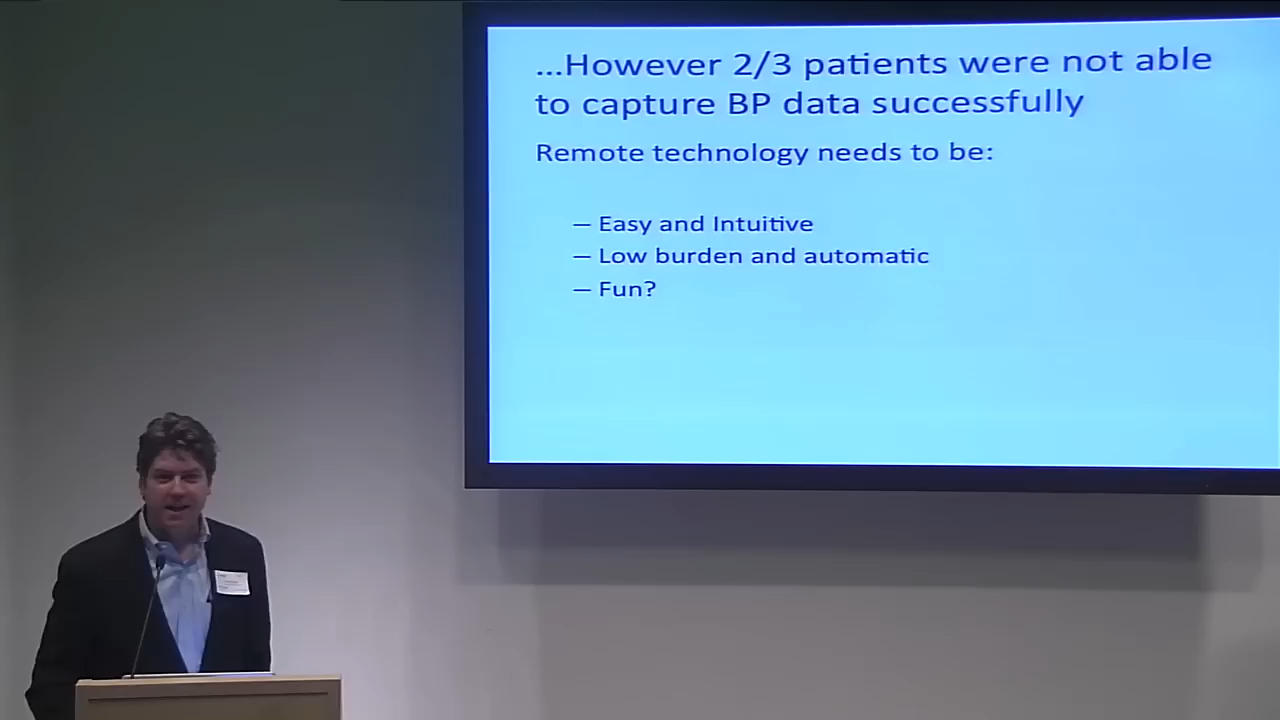 ...However 2/3 patients were not able
to capture BP data successfully
Remote technology needs to be:
– Easy and Intuitive
– Low burden and automatic
– Fun?